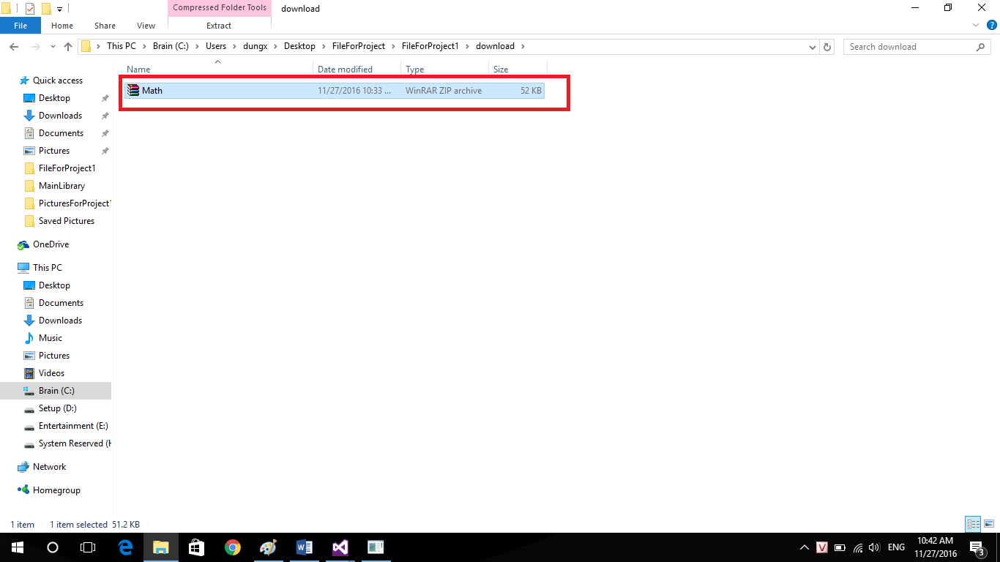 Compressed Folder Tools
download
File
Home
Share
View
Extract
This PC
Brain (C:)
Users
dungx
Desktop
FileForProject
FileForProject1
download
Search download
Name
Date modified
Type
Size
Math
11/27/2016 10:33 ...
WinRAR ZIP archive
52 KB
Quick access
Desktop
Downloads
Documents
Pictures
FileForProject1
MainLibrary
PicturesForProject1
Saved Pictures
OneDrive
This PC
Desktop
Documents
Downloads
Music
Pictures
Videos
Brain (C:)
Setup (D:)
Entertainment (E:)
System Reserved (H
Network
Homegroup
1 item
1 item selected 51.2 KB
ENG
10:42 AM
11/27/2016
3